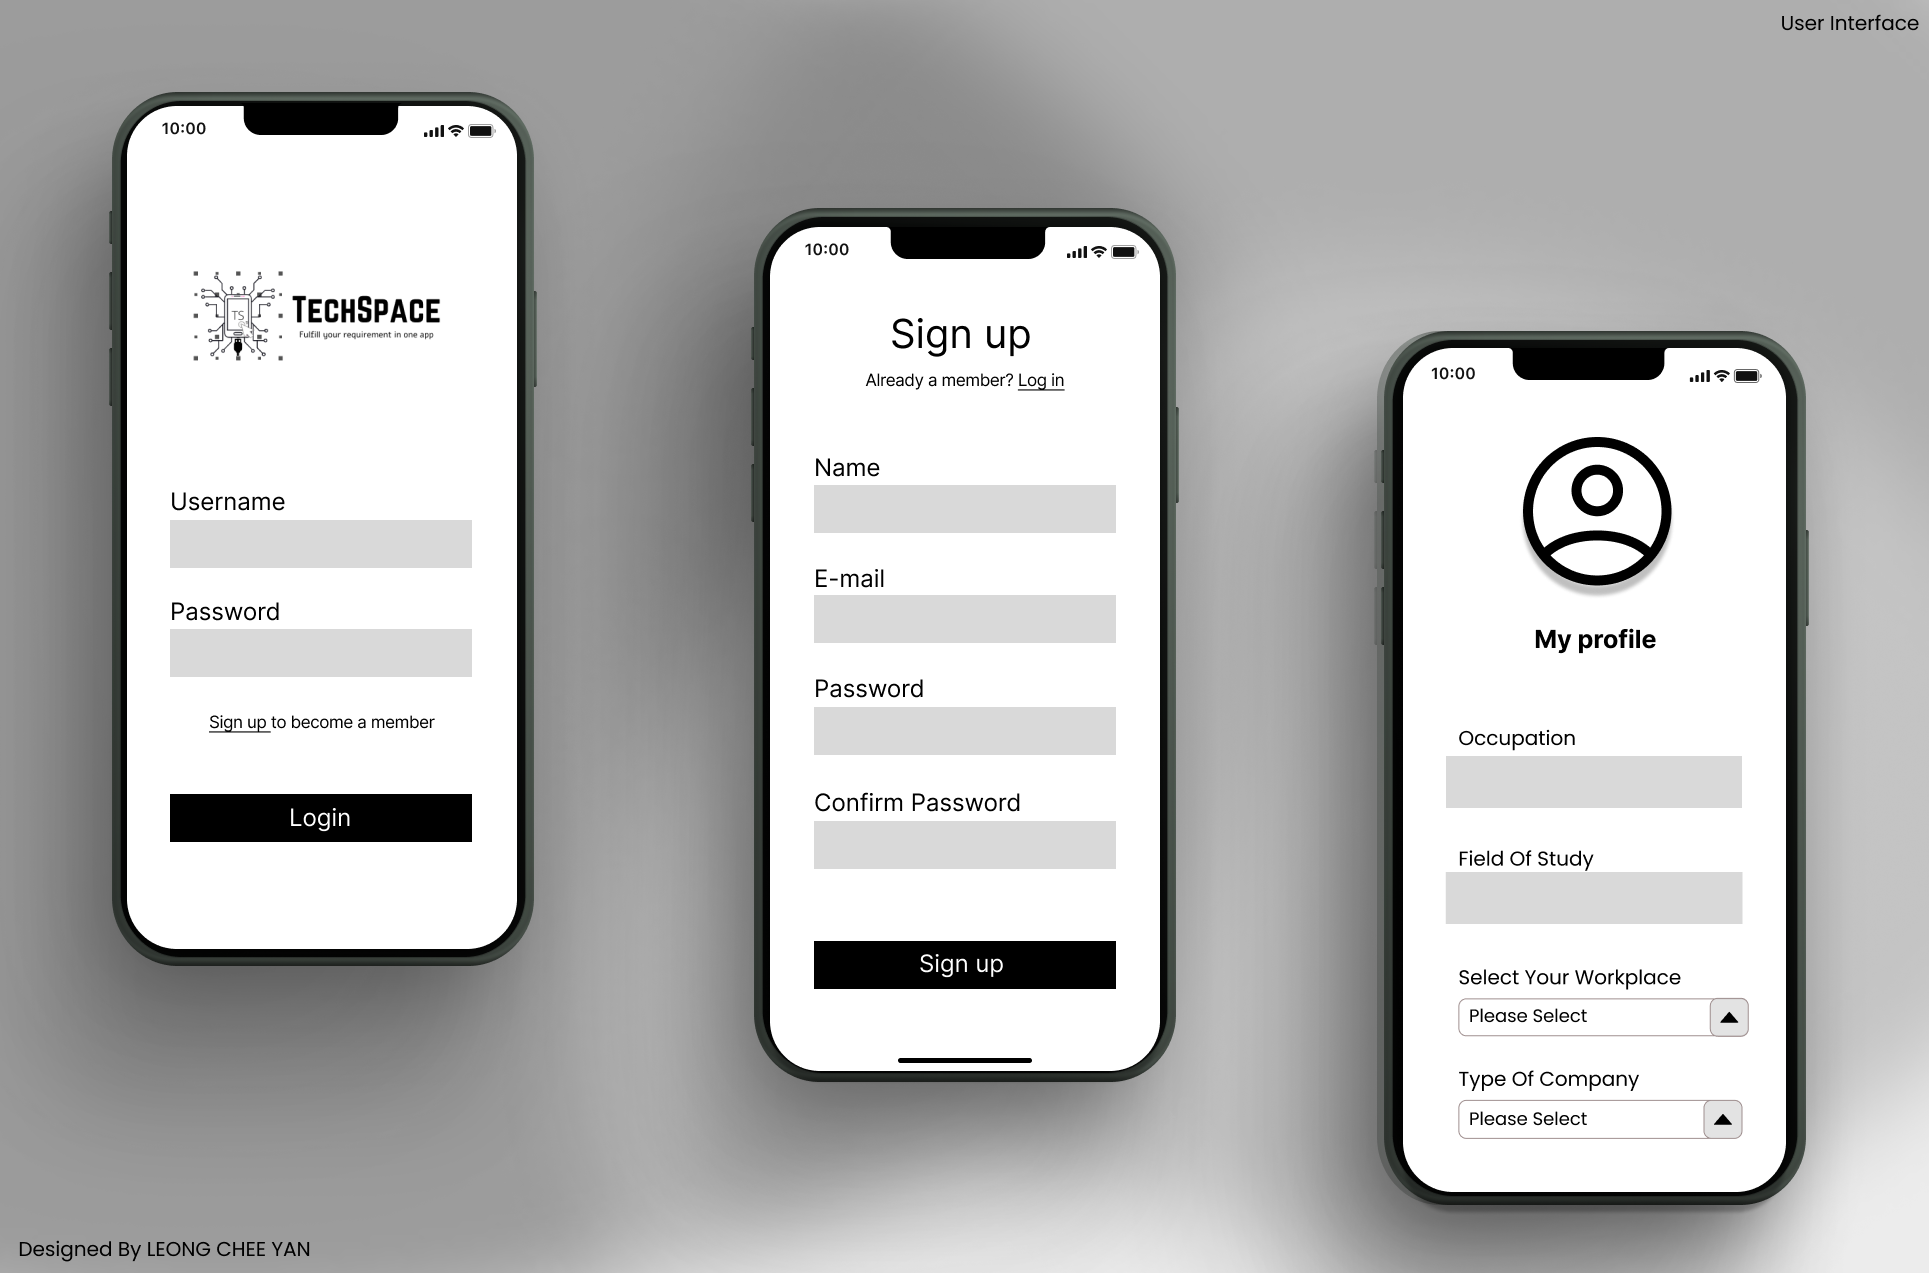 User Interface
10:00
TS
TECHSPACE
Fulfill your requirement in one app
Username
Password
Sign up to become a member
Login
10:00
Sign up
Already a member? Log in
Name
E-mail
Password
Confirm Password
Sign up
10:00
My profile
Occupation
Field Of Study
Select Your Workplace
Please Select
Type Of Company
Please Select
Designed By LEONG CHEE YAN